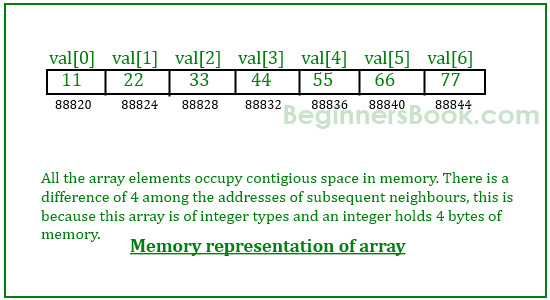 val[0] val[1] val[2] val[3] val[4] val[5] val[6]
11 22 33 44 55 66 77
88820 88824 88828 88832 88836 88840 88844
BeginnersBook.com
All the array elements occupy contigious space in memory. There is a
difference of 4 among the addresses of subsequent neighbours, this is
because this array is of integer types and an integer holds 4 bytes of
memory.
Memory representation of array